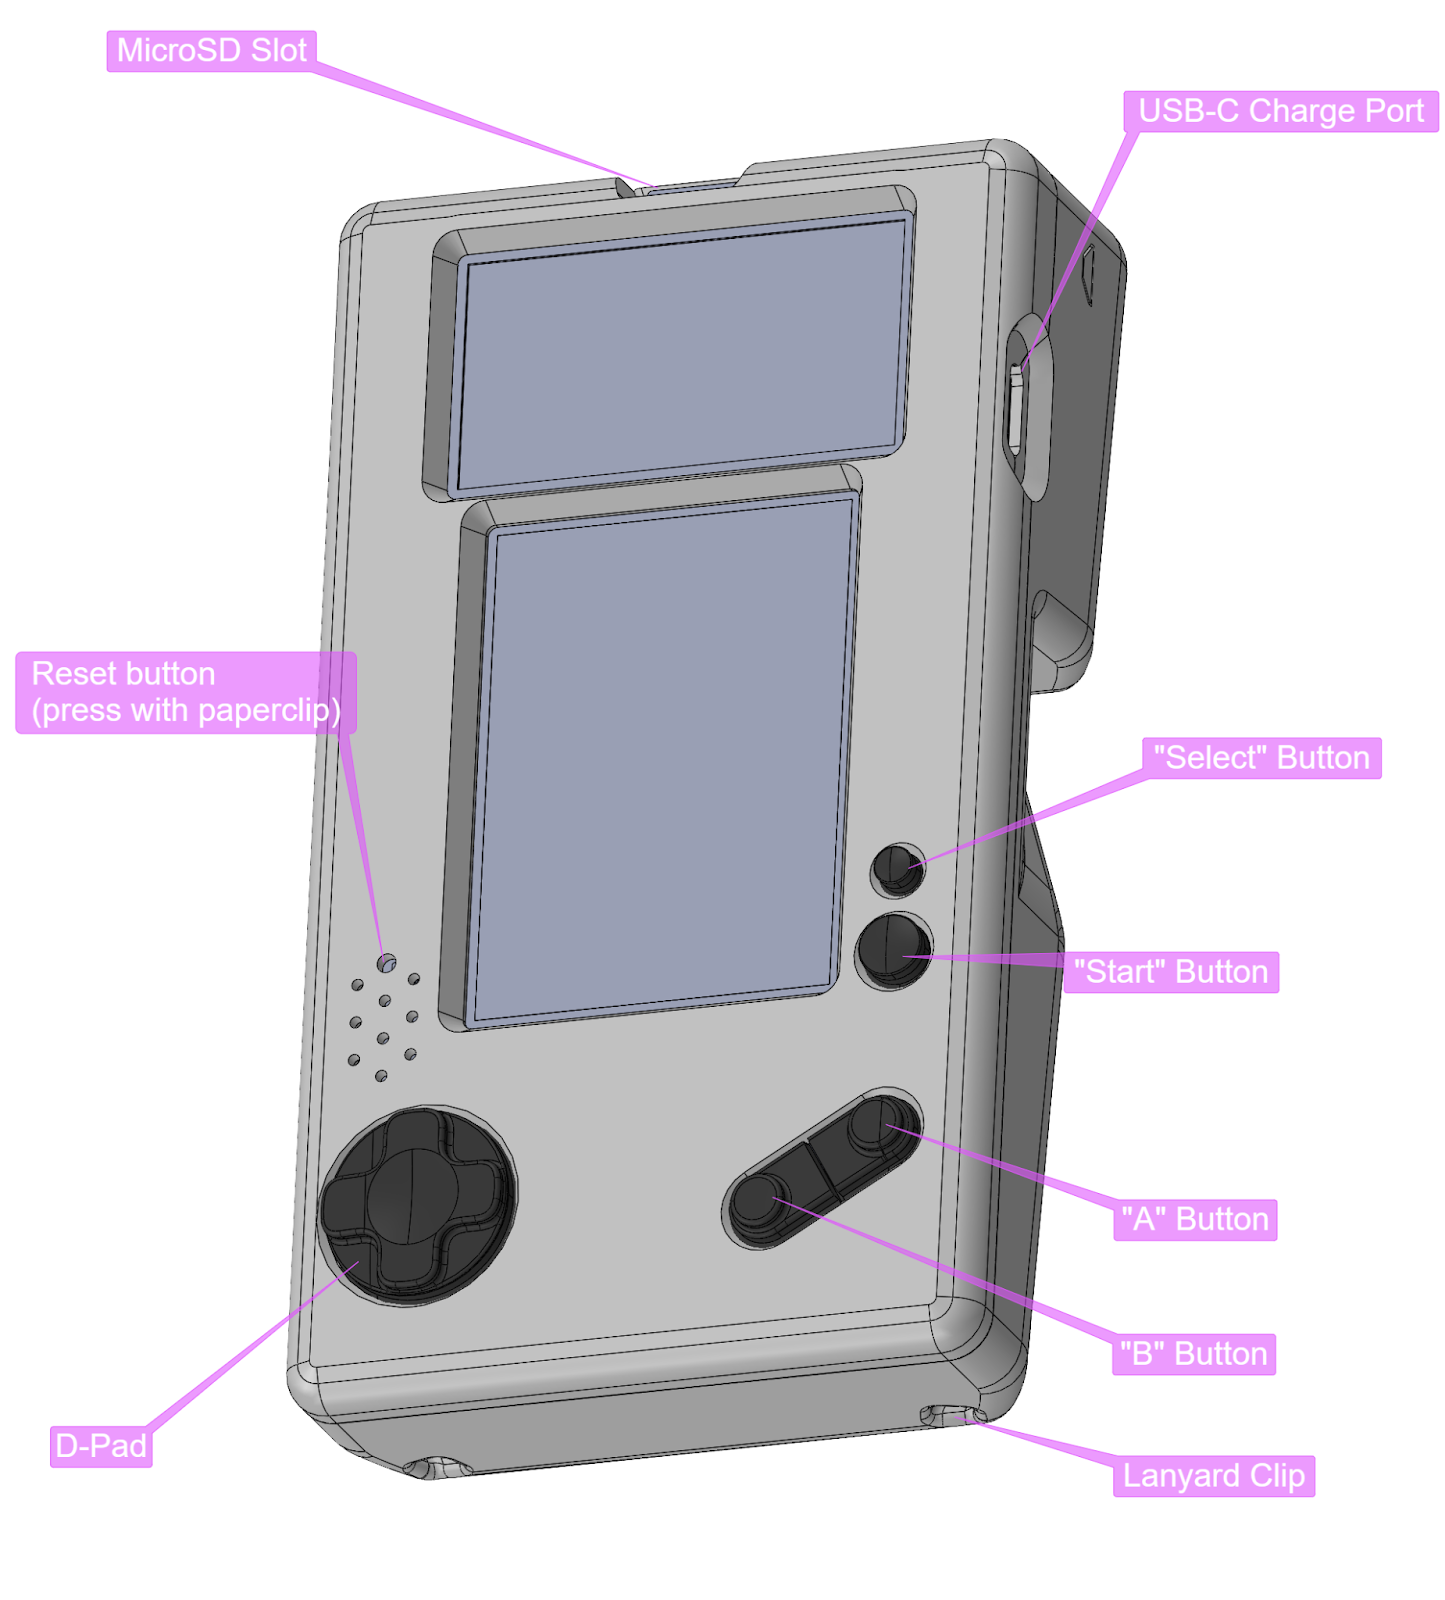 MicroSD Slot
USB-C Charge Port
Reset button
(press with paperclip)
"Select" Button
"Start" Button
"A" Button
"B" Button
D-Pad
Lanyard Clip